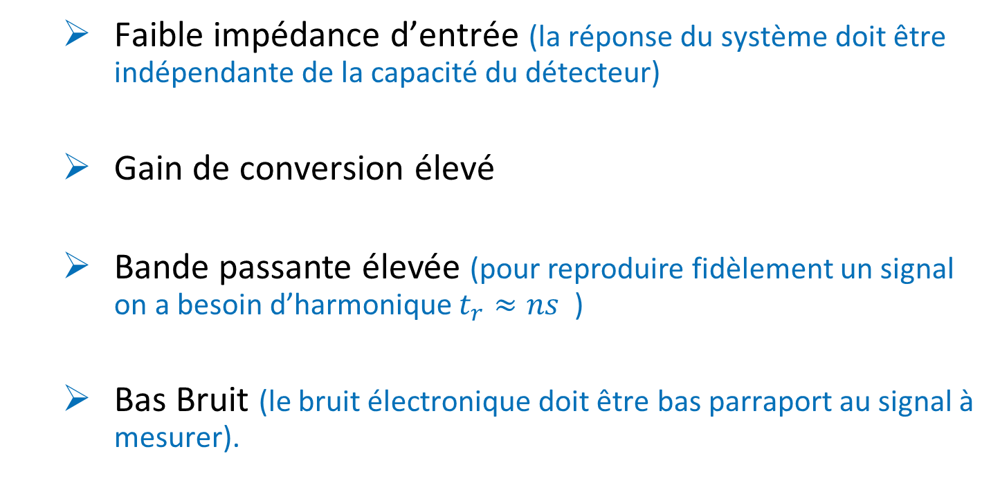 ➢ Faible impédance d’entrée (la réponse du système doit être
indépendante de la capacité du détecteur)
➢ Gain de conversion élevé
➢ Bande passante élevée (pour reproduire fidèlement un signal
on a besoin d’harmonique tᵣ ≈ ns )
➢ Bas Bruit (le bruit électronique doit être bas parraport au signal à
mesurer).